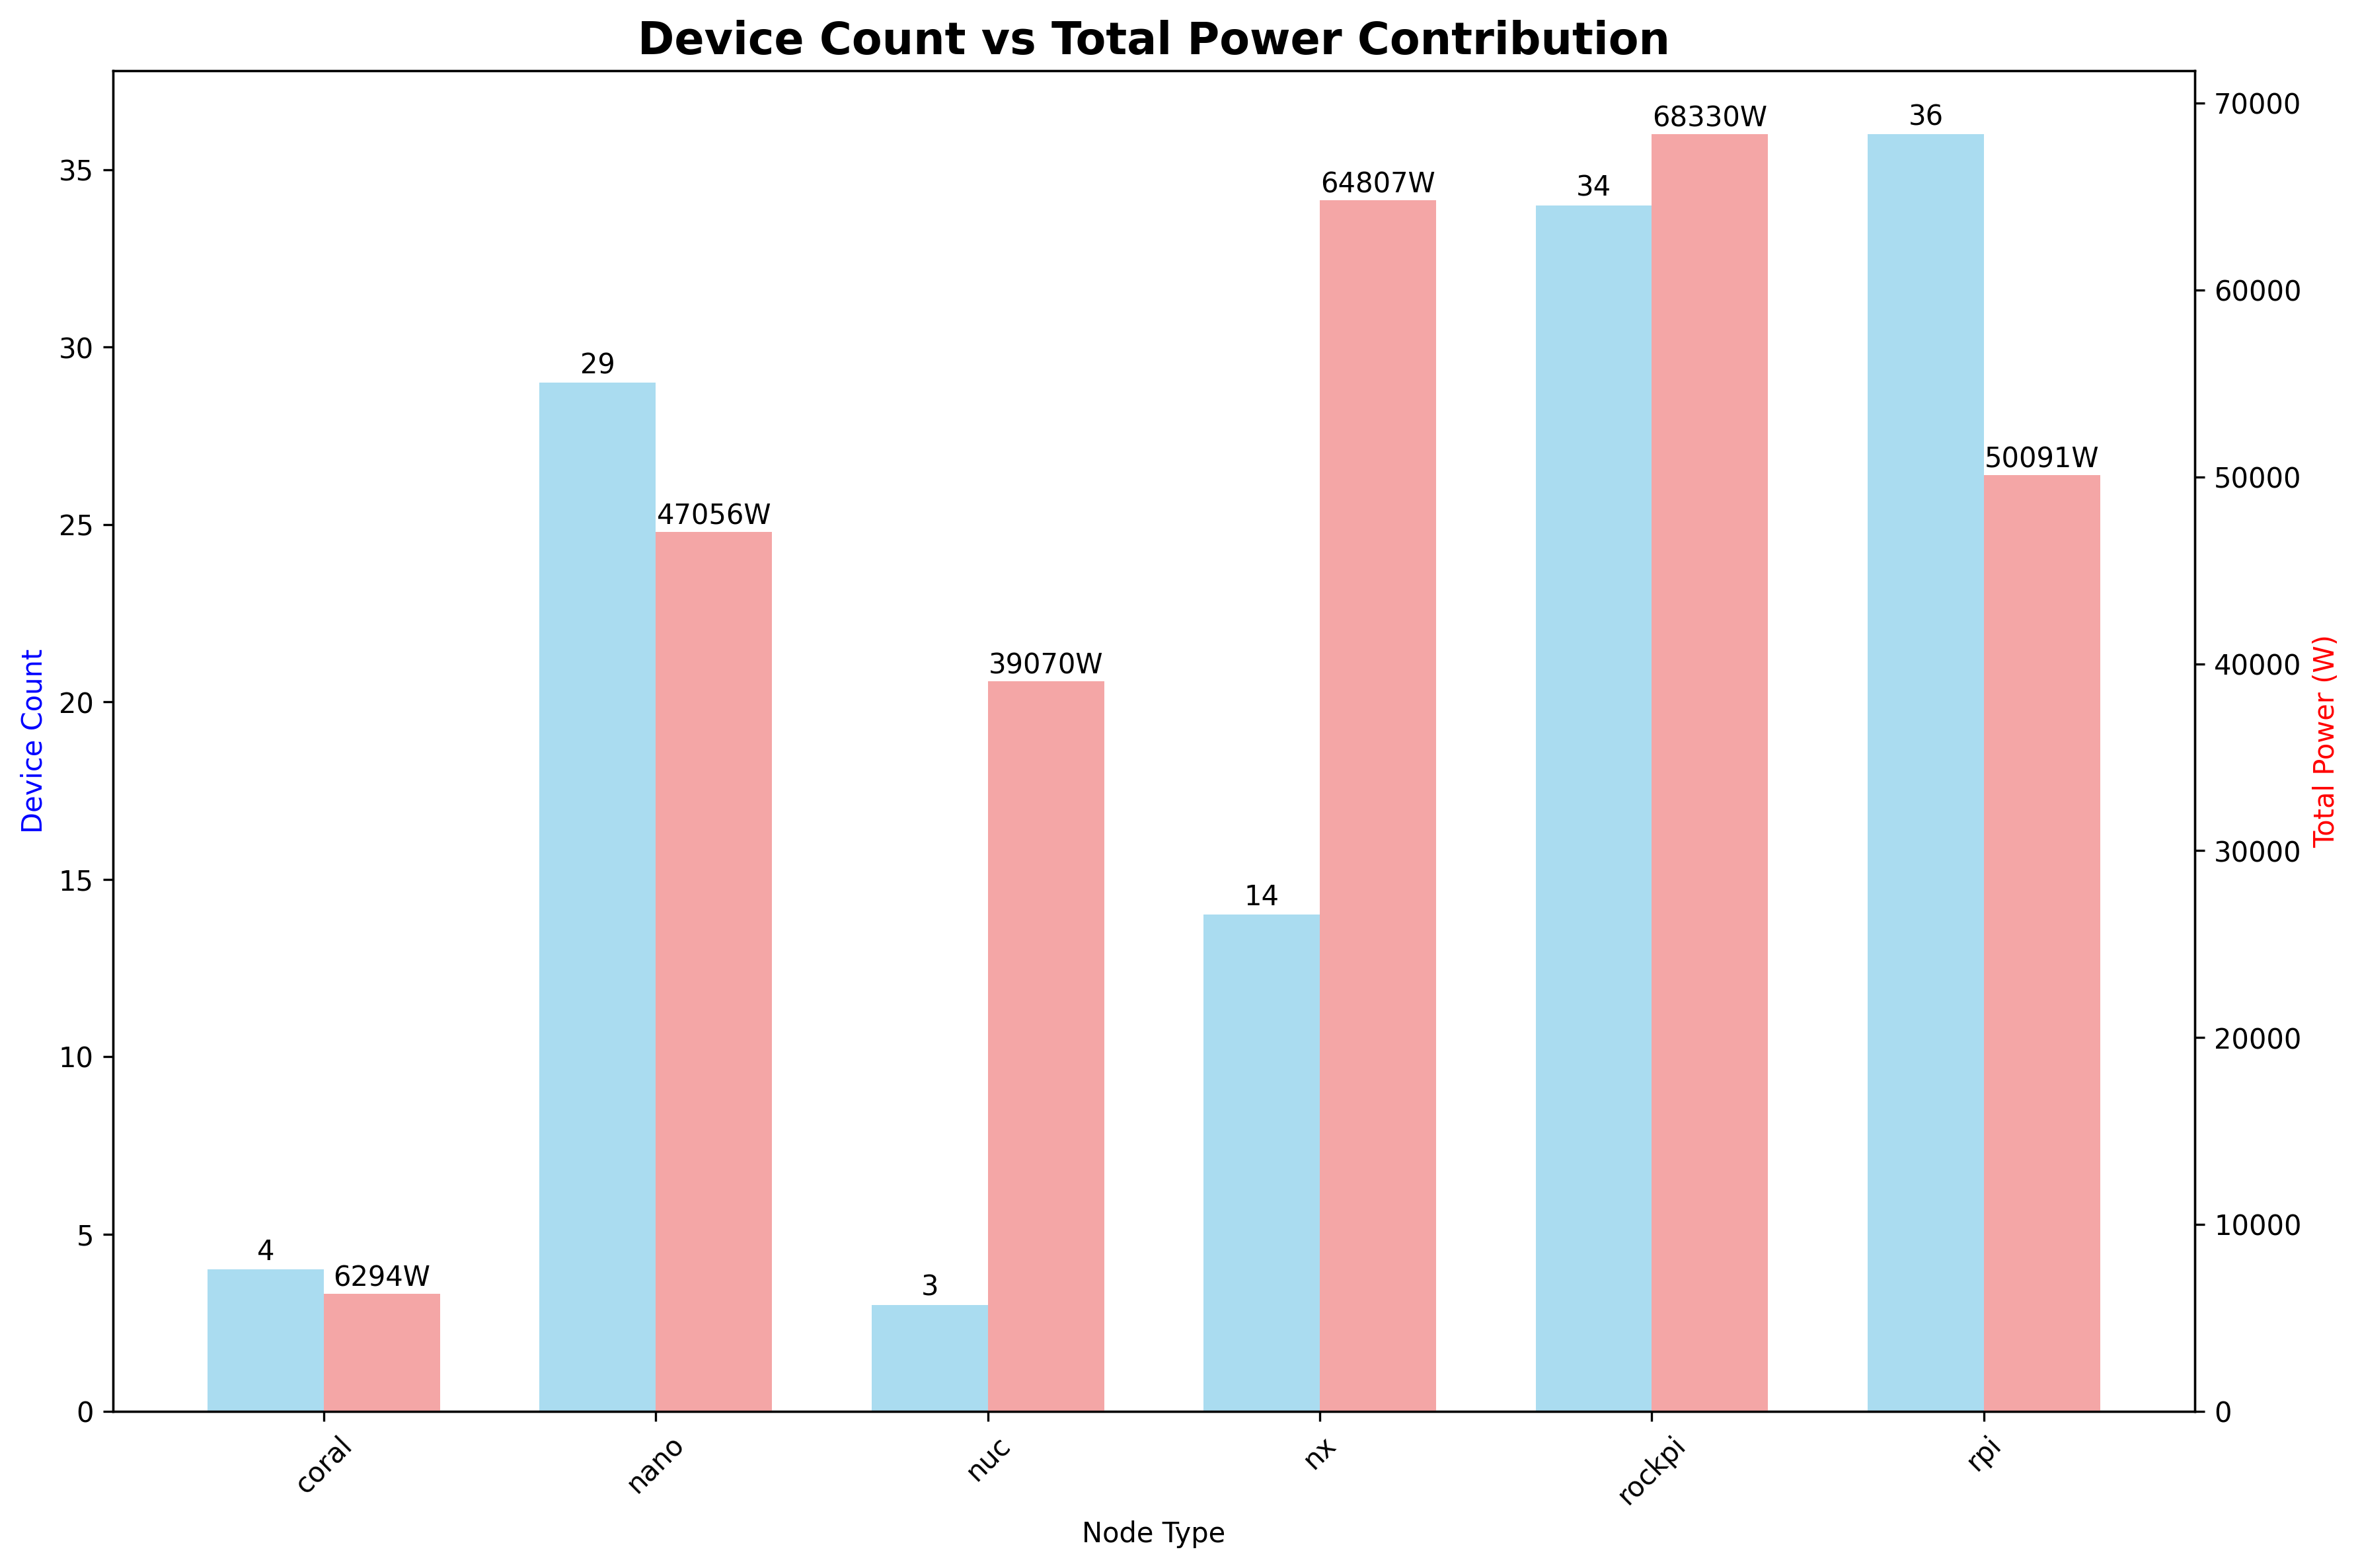 Device Count vs Total Power Contribution
Device Count
35
30
25
20
15
10
5
0
4
6294W
29
47056W
3
39070W
14
64807W
34
68330W
36
50091W
70000
60000
50000
40000
30000
20000
10000
0
Total Power (W)
coral
nano
nuc
nx
rockpi
rpi
Node Type